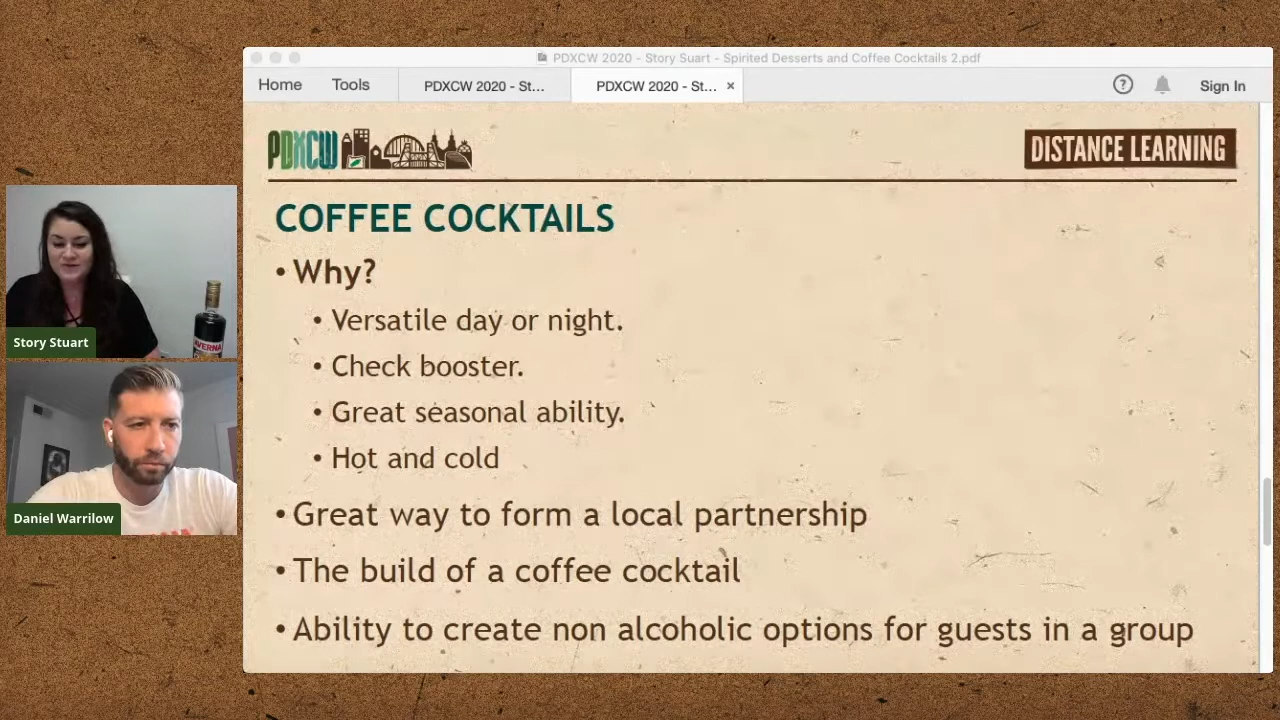 PDXCW 2020 - Story Suart - Spirited Desserts and Coffee Cocktails 2.pdf
Home Tools PDXCW 2020 - St... PDXCW 2020 - St... × ? Sign In
PDXCW
DISTANCE LEARNING
COFFEE COCKTAILS
• Why?
• Versatile day or night.
• Check booster.
• Great seasonal ability.
• Hot and cold
• Great way to form a local partnership
• The build of a coffee cocktail
• Ability to create non alcoholic options for guests in a group
AVERNA
Story Stuart
Daniel Warrilow